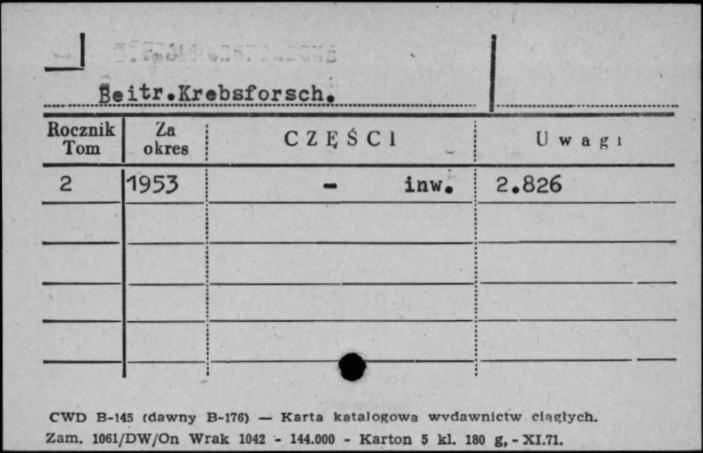 Beitr.Krebsforsch.
Rocznik Tom Za okres CZĘŚCI Uwagi
2 1953 - inw. 2.826
CWD B-145 (dawny B-176) — Karta katalogowa wydawnictw ciągłych.
Zam. 1061/DW/On Wrak 1042 - 144.000 - Karton 5 kl. 180 g, - XI.71.